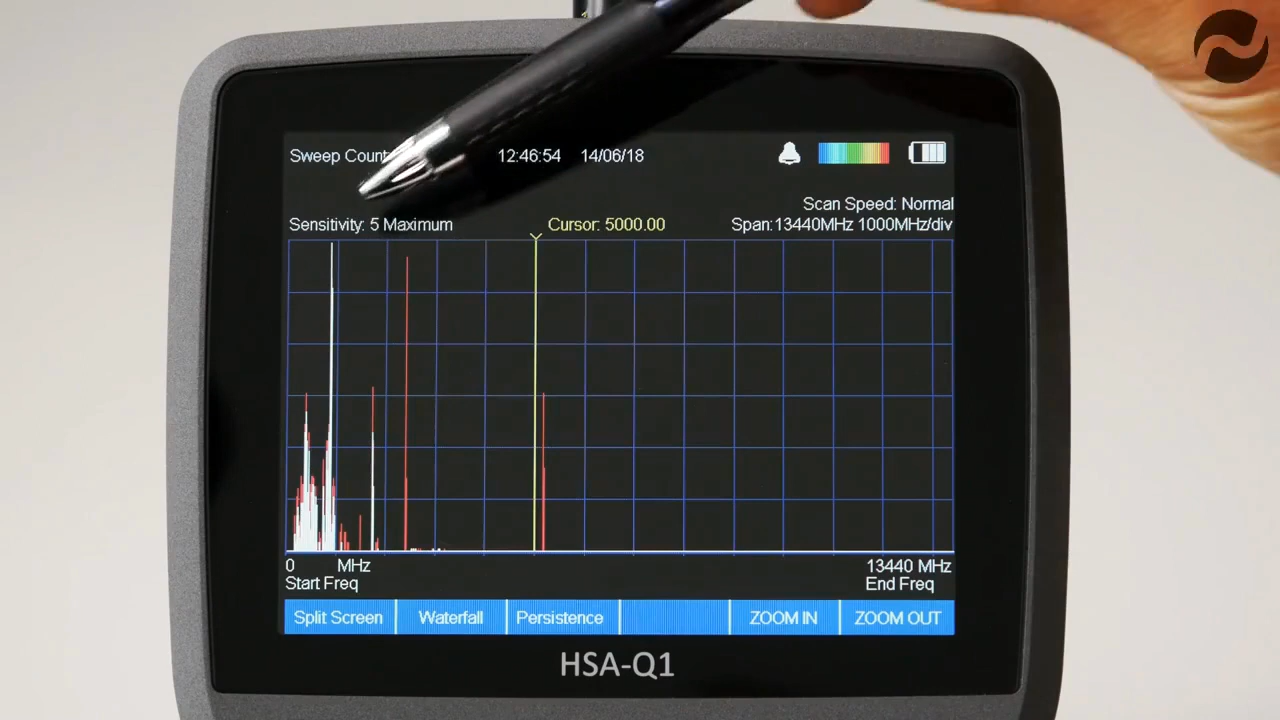 Sweep Count 12:46:54 14/06/18
Scan Speed: Normal
Sensitivity: 5 Maximum Cursor: 5000.00 Span:13440MHz 1000MHz/div
0 MHz 13440 MHz
Start Freq End Freq
Split Screen Waterfall Persistence ZOOM IN ZOOM OUT
HSA-Q1